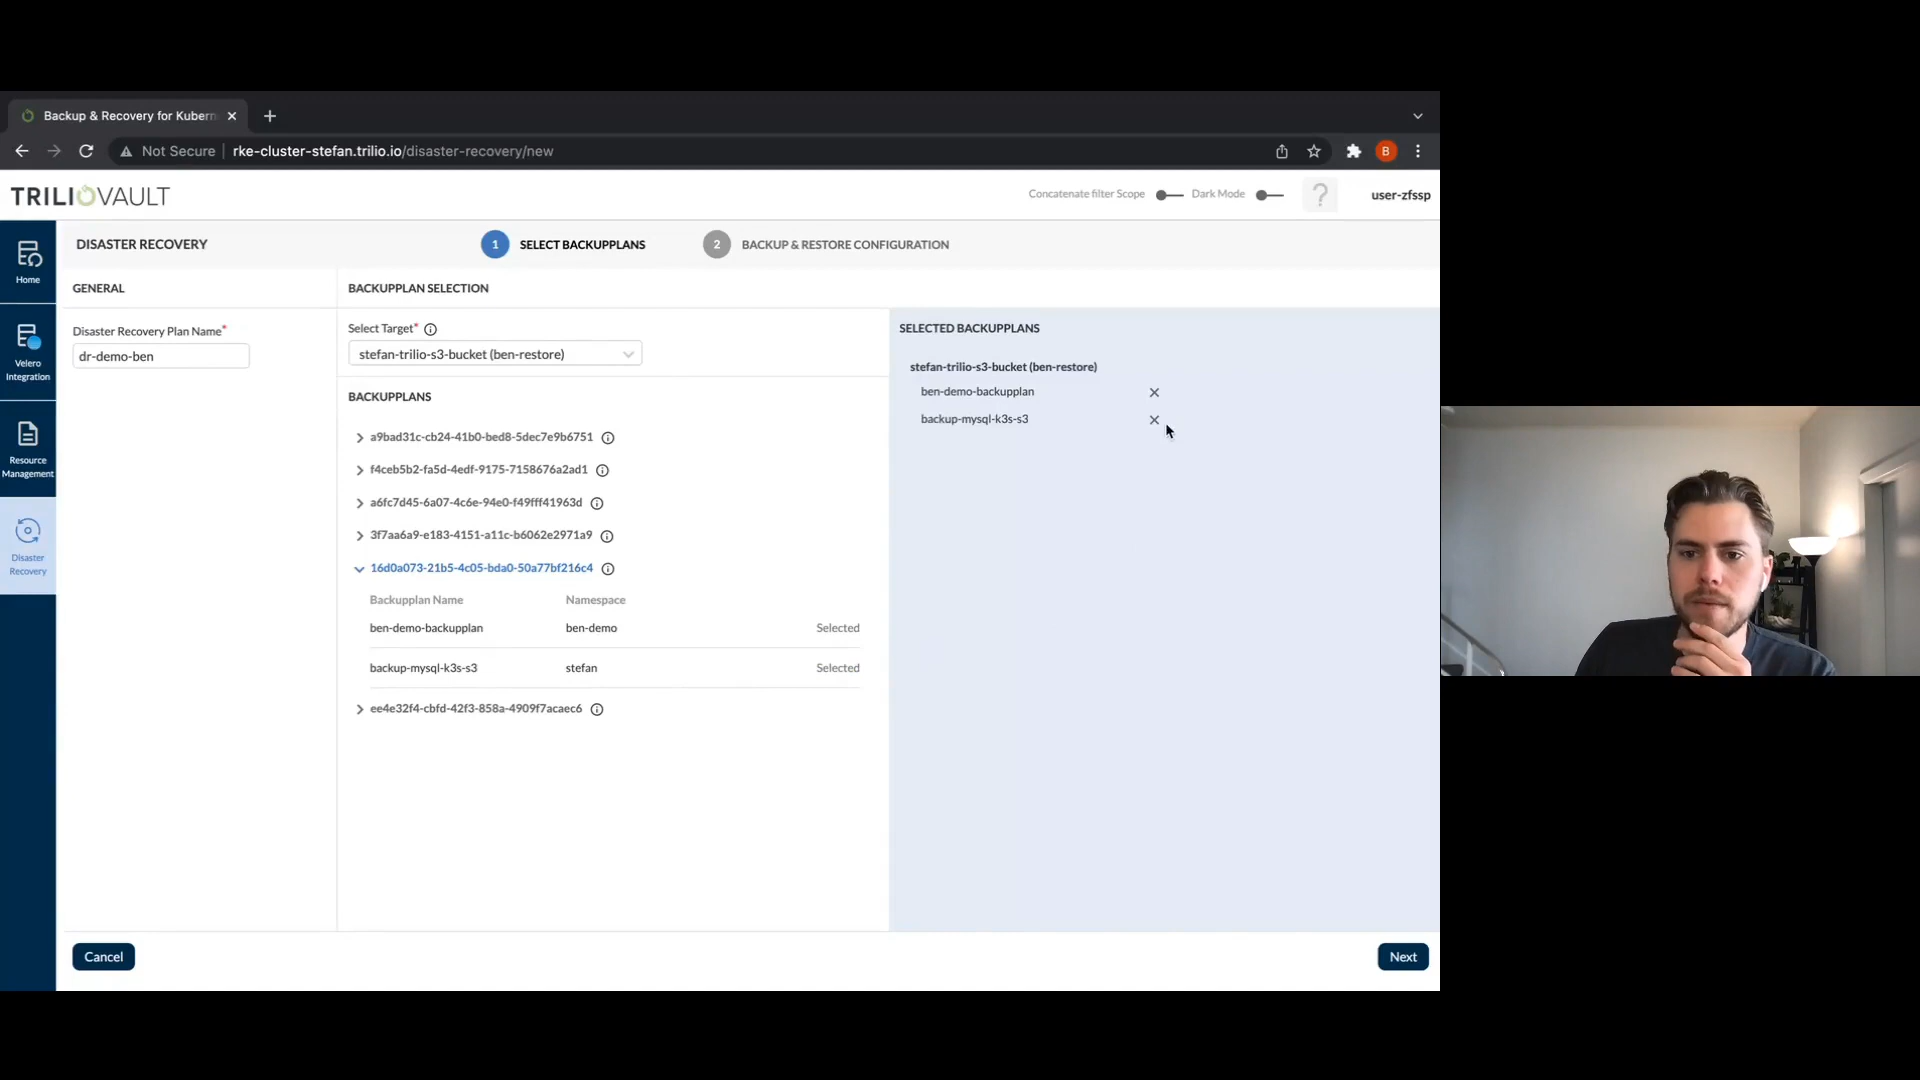 Backup & Recovery for Kubern
Not Secure rke-cluster-stefan.trilio.io/disaster-recovery/new
B
TRILIOVAULT
Concatenate filter Scope
Dark Mode
?
user-zfssp
Home
Velero Integration
Resource Management
Disaster Recovery
DISASTER RECOVERY
1 SELECT BACKUPPLANS
2 BACKUP & RESTORE CONFIGURATION
GENERAL
Disaster Recovery Plan Name*
dr-demo-ben
BACKUPPLAN SELECTION
Select Target*
stefan-trilio-s3-bucket (ben-restore)
BACKUPPLANS
a9bad31c-cb24-41b0-bed8-5dec7e9b6751
f4ceb5b2-fa5d-4edf-9175-7158676a2ad1
a6fc7d45-6a07-4c6e-94e0-f49fff41963d
3f7aa6a9-e183-4151-a11c-b6062e2971a9
16d0a073-21b5-4c05-bda0-50a77bf216c4
Backupplan Name Namespace
ben-demo-backupplan ben-demo Selected
backup-mysql-k3s-s3 stefan Selected
ee4e32f4-cbfd-42f3-858a-4909f7acaec6
SELECTED BACKUPPLANS
stefan-trilio-s3-bucket (ben-restore)
ben-demo-backupplan
backup-mysql-k3s-s3
Cancel
Next